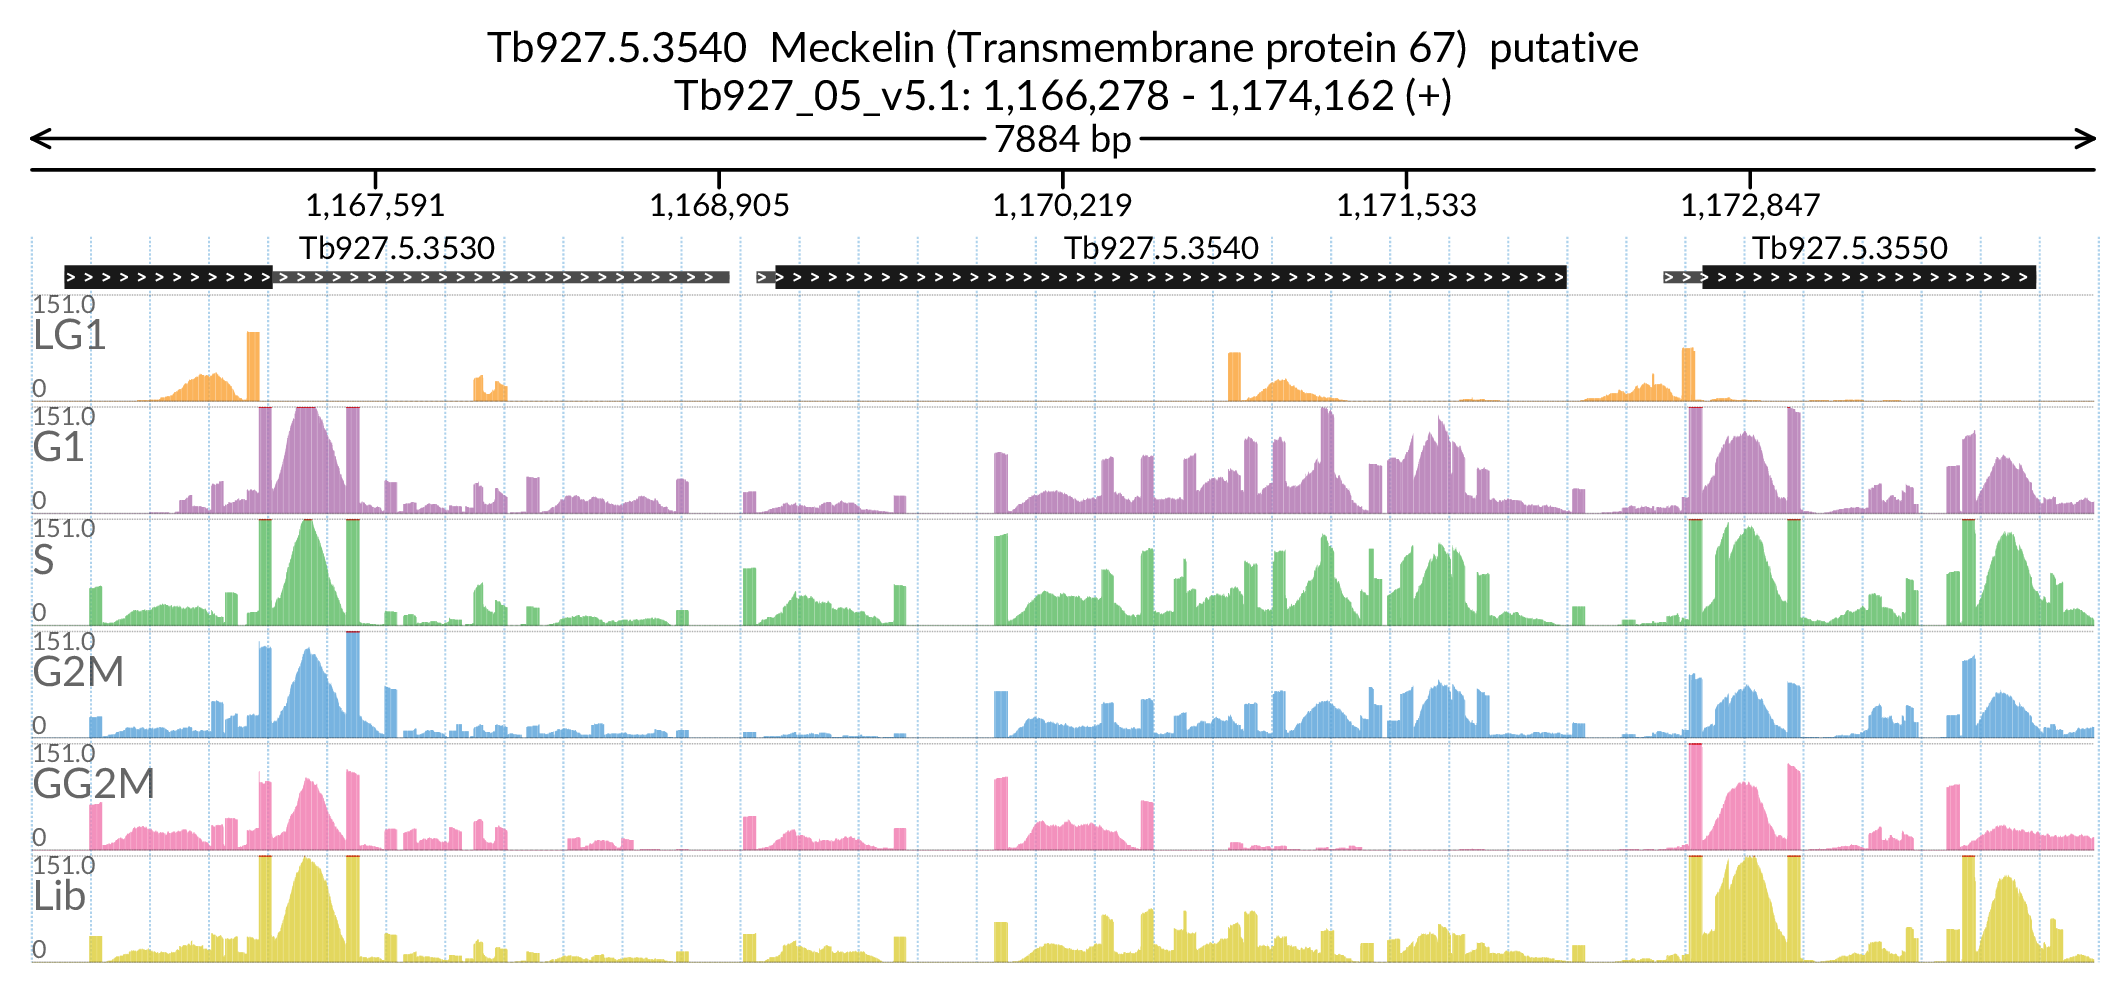 Tb927.5.3540 Meckelin (Transmembrane protein 67) putative
Tb927_05_v5.1: 1,166,278 - 1,174,162 (+)
7884 bp
1,167,591 1,168,905 1,170,219 1,171,533 1,172,847
Tb927.5.3530 Tb927.5.3540 Tb927.5.3550
151.0
LG1
0
151.0
G1
0
151.0
S
0
151.0
G2M
0
151.0
GG2M
0
151.0
Lib
0